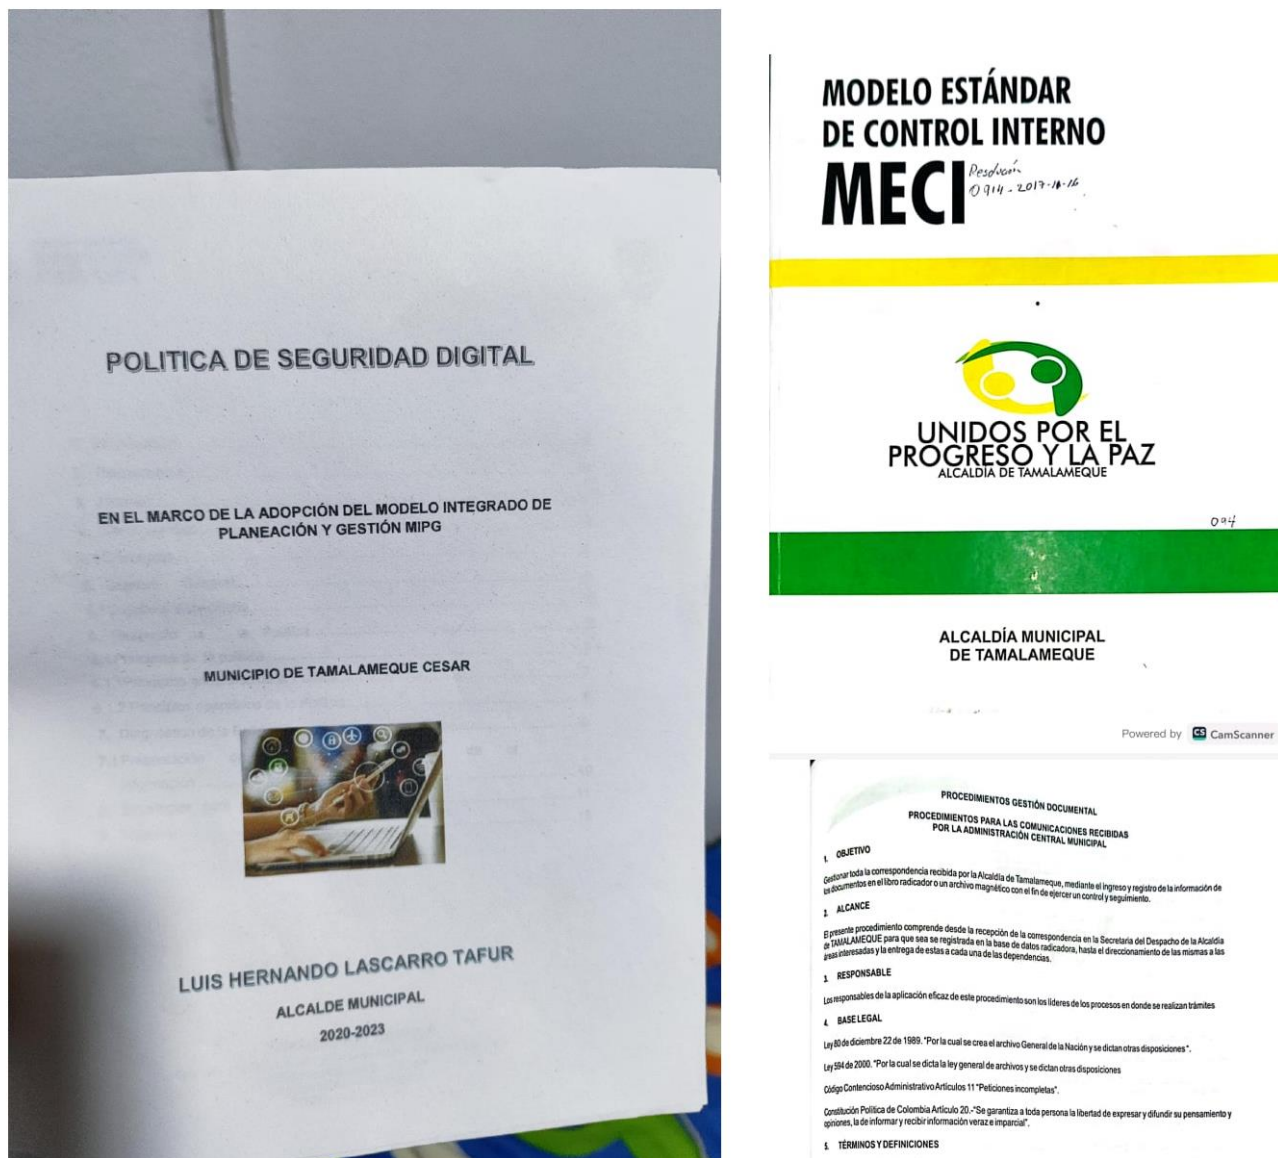 POLITICA DE SEGURIDAD DIGITAL
EN EL MARCO DE LA ADOPCIÓN DEL MODELO INTEGRADO DE
PLANEACIÓN Y GESTIÓN MIPG
MUNICIPIO DE TAMALAMEQUE CESAR
LUIS HERNANDO LASCARRO TAFUR
ALCALDE MUNICIPAL
2020-2023
MODELO ESTÁNDAR
DE CONTROL INTERNO
MECI
Resolución
0914-2017-
UNIDOS POR EL
PROGRESO Y LA PAZ
ALCALDÍA DE TAMALAMEQUE
094
ALCALDÍA MUNICIPAL
DE TAMALAMEQUE
Powered by CS CamScanner
PROCEDIMIENTOS GESTIÓN DOCUMENTAL
PROCEDIMIENTOS PARA LAS COMUNICACIONES RECIBIDAS
POR LA ADMINISTRACIÓN CENTRAL MUNICIPAL
1. OBJETIVO
Gestionar toda la correspondencia recibida por la Alcaldía de Tamalameque, mediante el ingreso y registro de la información de
los documentos en el libro radicador o un archivo magnético con el fin de ejercer un control y seguimiento.
2. ALCANCE
El presente procedimiento comprende desde la recepción de la correspondencia en la Secretaria del Despacho de la Alcaldía
de TAMALAMEQUE para que sea se registrada en la base de datos radicadora, hasta el direccionamiento de las mismas a las
áreas interesadas y la entrega de estas a cada una de las dependencias.
3. RESPONSABLE
Los responsables de la aplicación eficaz de este procedimiento son los líderes de los procesos en donde se realizan trámites
4. BASE LEGAL
Ley 80 de diciembre 22 de 1989. "Por la cual se crea el archivo General de la Nación y se dictan otras disposiciones".
Ley 594 de 2000. "Por la cual se dicta la ley general de archivos y se dictan otras disposiciones
Código Contencioso Administrativo Articulos 11 "Peticiones incompletas".
Constitución Política de Colombia Artículo 20.-"Se garantiza a toda persona la libertad de expresar y difundir su pensamiento y
opiniones, la de informar y recibir información veraz e imparcial".
5. TÉRMINOS Y DEFINICIONES